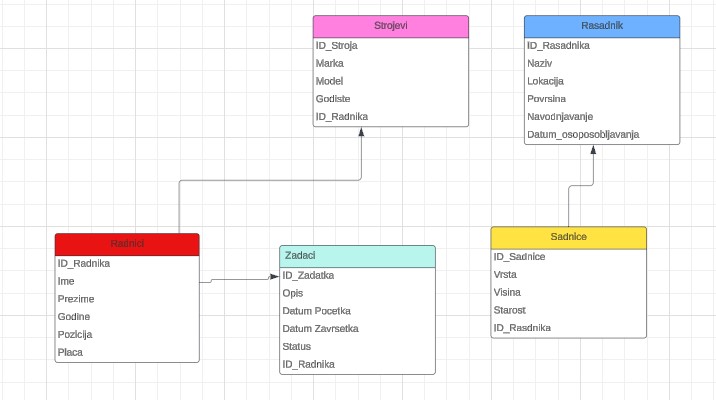 Strojevi
ID_Stroja
Marka
Model
Godiste
ID_Radnika
Rasadnik
ID_Rasadnika
Naziv
Lokacija
Povrsina
Navodnjavanje
Datum_osoposobljavanja
Radnici
ID_Radnika
Ime
Prezime
Godine
Pozicija
Placa
Zadaci
ID_Zadatka
Opis
Datum Pocetka
Datum Zavrsetka
Status
ID_Radnika
Sadnice
ID_Sadnice
Vrsta
Visina
Starost
ID_Rasdnika